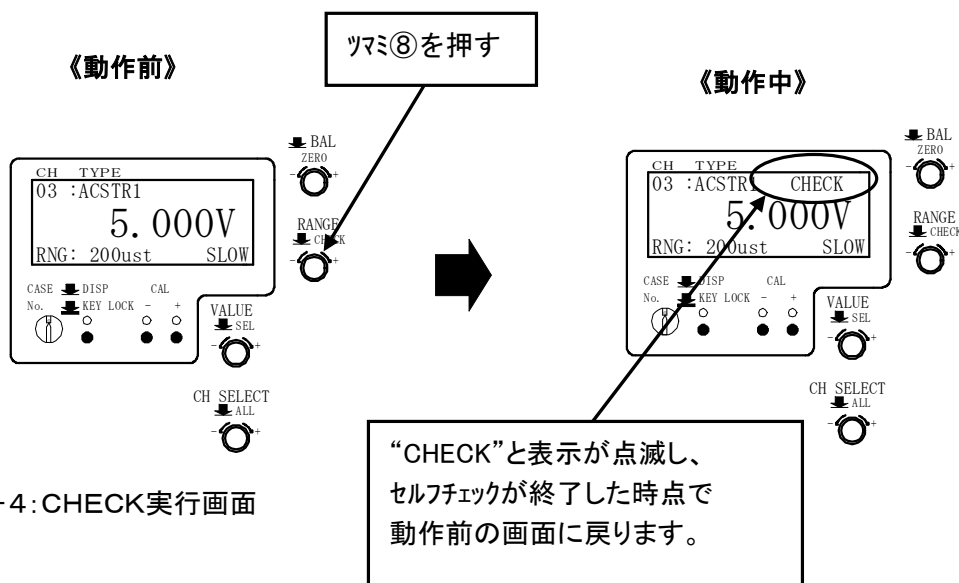 ﾂﾏﾐ⑧を押す
《動作前》
《動作中》
BAL
ZERO
- +
CH TYPE
03 :ACSTR1
5.000V
RNG: 200ust SLOW
RANGE
CHECK
- +
CASE DISP CAL
No. KEY LOCK - +
VALUE
SEL
- +
CH SELECT
ALL
- +
BAL
ZERO
- +
CH TYPE
03 :ACSTR1 CHECK
5.000V
RNG: 200ust SLOW
RANGE
CHECK
- +
CASE DISP CAL
No. KEY LOCK - +
VALUE
SEL
- +
CH SELECT
ALL
- +
“CHECK”と表示が点滅し、
ｾﾙﾌﾁｪｯｸが終了した時点で
動作前の画面に戻ります。
-4:CHECK実行画面